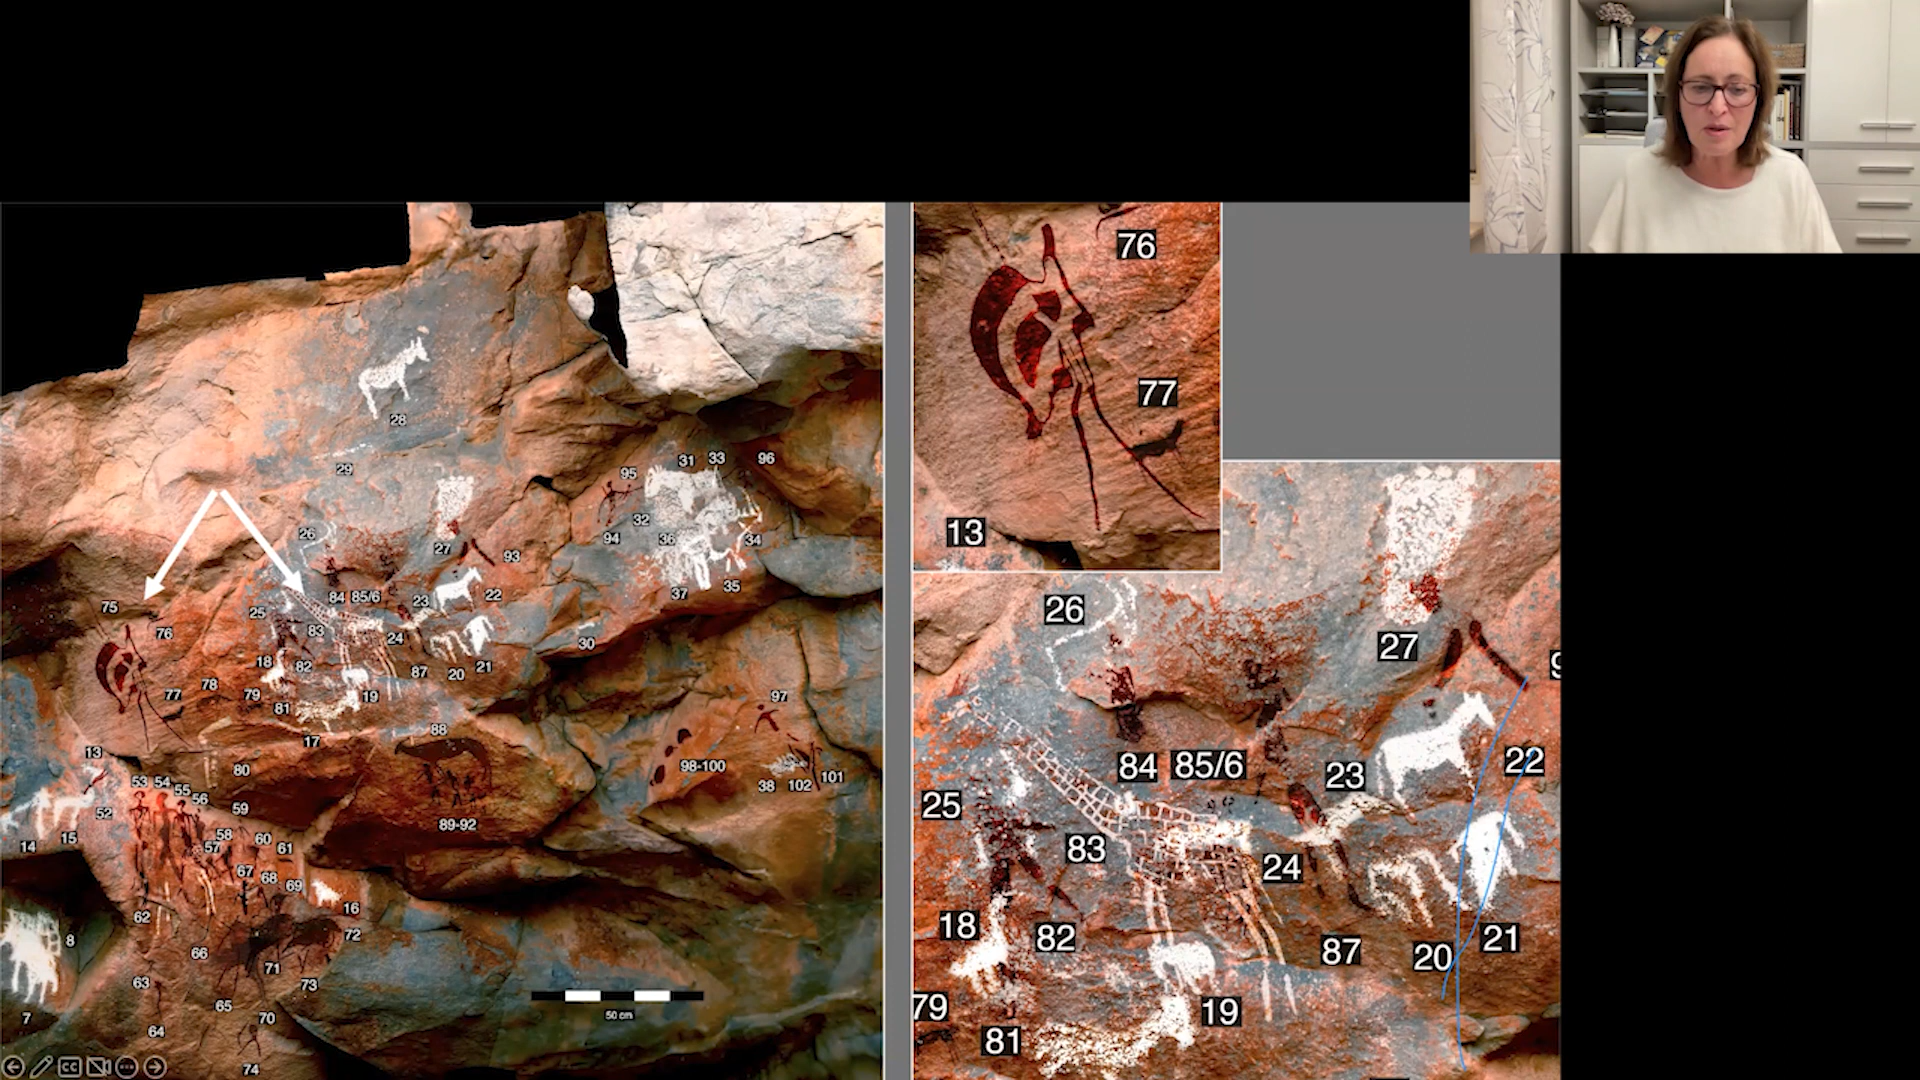 28
29
31 33 96
95
32
94 36 34
26
27 93
35
37
84 85/6 23 22
75
25
76 83 24 30
18 82 87 20 21
77 78 79 19
81
97
17 88
13
80 98-100
53 54 55 56
38 102 101
52 59
89-92
15 58 60 61
14 57
67 68 69
16
62
72
8 66
71
63 73
65
7 64 70
74
50 cm
CC
76
77
13
26
27
9
84 85/6 23 22
25
83
24
18 82 87 20 21
79 81 19